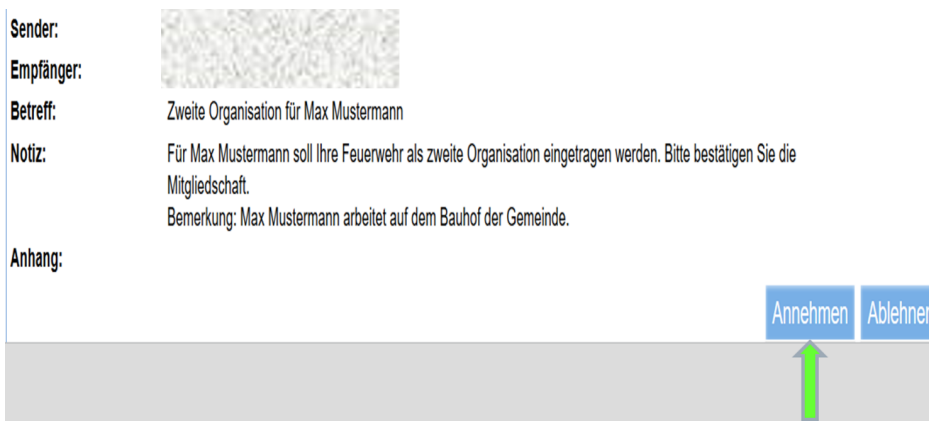 Sender:
Empfänger:
Betreff: Zweite Organisation für Max Mustermann
Notiz: Für Max Mustermann soll Ihre Feuerwehr als zweite Organisation eingetragen werden. Bitte bestätigen Sie die
Mitgliedschaft.
Bemerkung: Max Mustermann arbeitet auf dem Bauhof der Gemeinde.
Anhang:
Annehmen Ablehnen